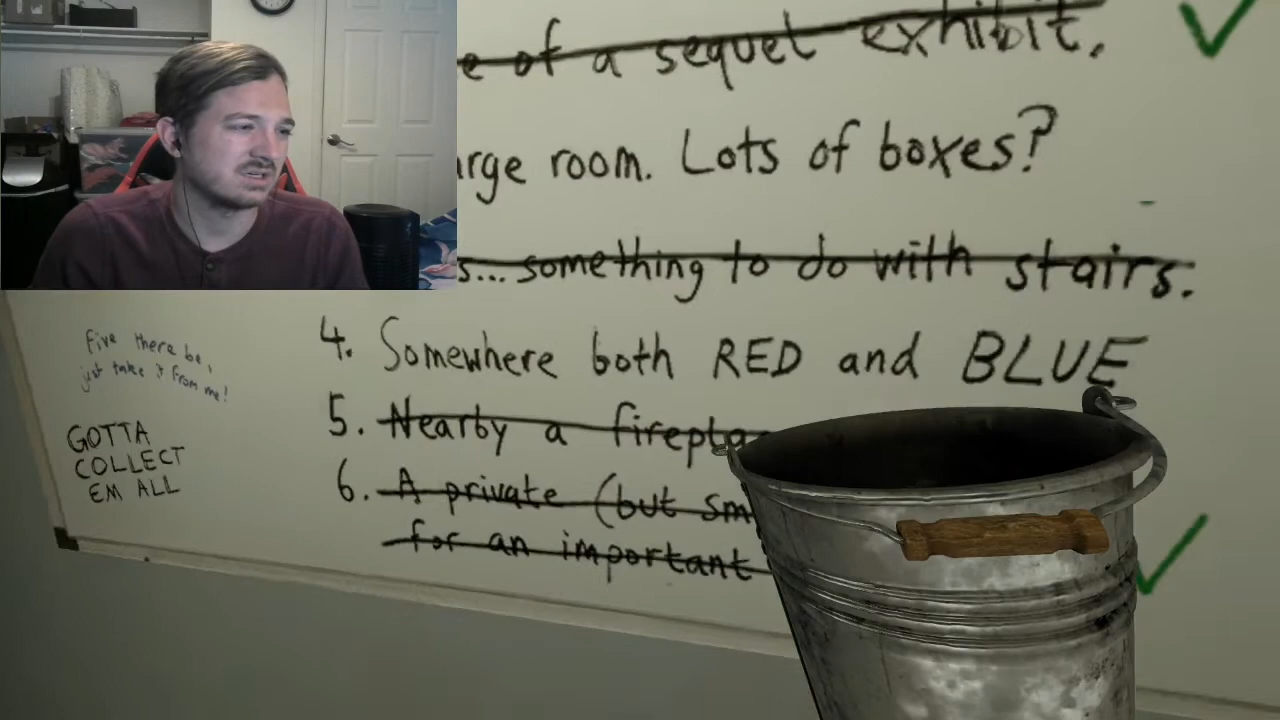 e of a sequel exhibit.
arge room. Lots of boxes?
s... something to do with stairs.
4. Somewhere both RED and BLUE
5. Nearby a
6. A private (but
for an important
Five there be,
just take it from me!
GOTTA
COLLECT
EM ALL